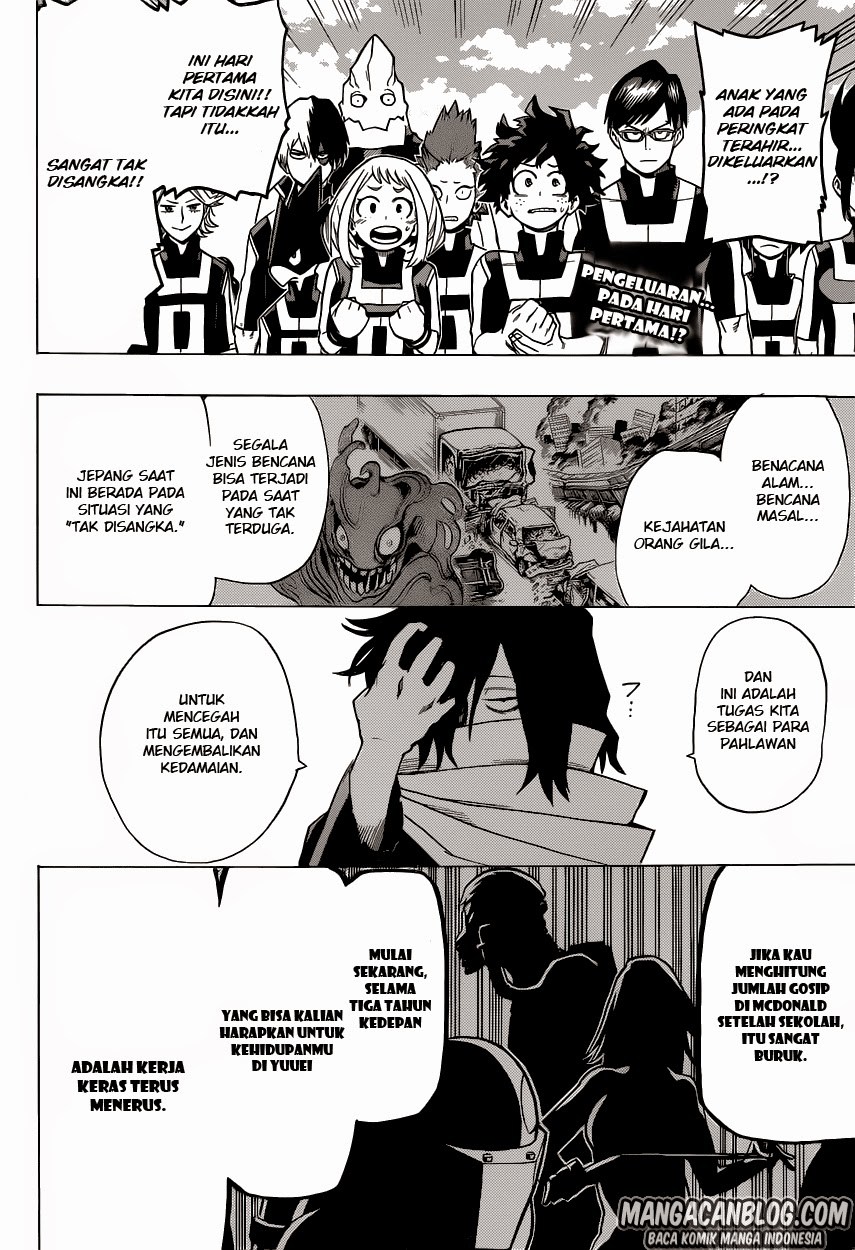 ANAK YANG
ADA PADA
PERINGKAT
TERAHIR...
DIKELUARKAN
...!?
INI HARI
PERTAMA
KITA DISINI!!
TAPI TIDAKKAH
ITU...
SANGAT TAK
DISANGKA!!
PENGELUARAN...
PADA HARI
PERTAMA!?
BENACANA
ALAM...
BENCANA
MASAL...
KEJAHATAN
ORANG GILA...
SEGALA
JENIS BENCANA
BISA TERJADI
PADA SAAT
YANG TAK
TERDUGA.
JEPANG SAAT
INI BERADA PADA
SITUASI YANG
"TAK DISANGKA."
DAN
INI ADALAH
TUGAS KITA
SEBAGAI PARA
PAHLAWAN
フ...
UNTUK
MENCEGAH
ITU SEMUA, DAN
MENGEMBALIKAN
KEDAMAIAN.
JIKA KAU
MENGHITUNG
JUMLAH GOSIP
DI MCDONALD
SETELAH SEKOLAH,
ITU SANGAT
BURUK.
MULAI
SEKARANG,
SELAMA
TIGA TAHUN
KEDEPAN
YANG BISA KALIAN
HARAPKAN UNTUK
KEHIDUPANMU
DI YUUEI
ADALAH KERJA
KERAS TERUS
MENERUS.
MANGACANBLOG.COM
BACA KOMIK MANGA INDONESIA